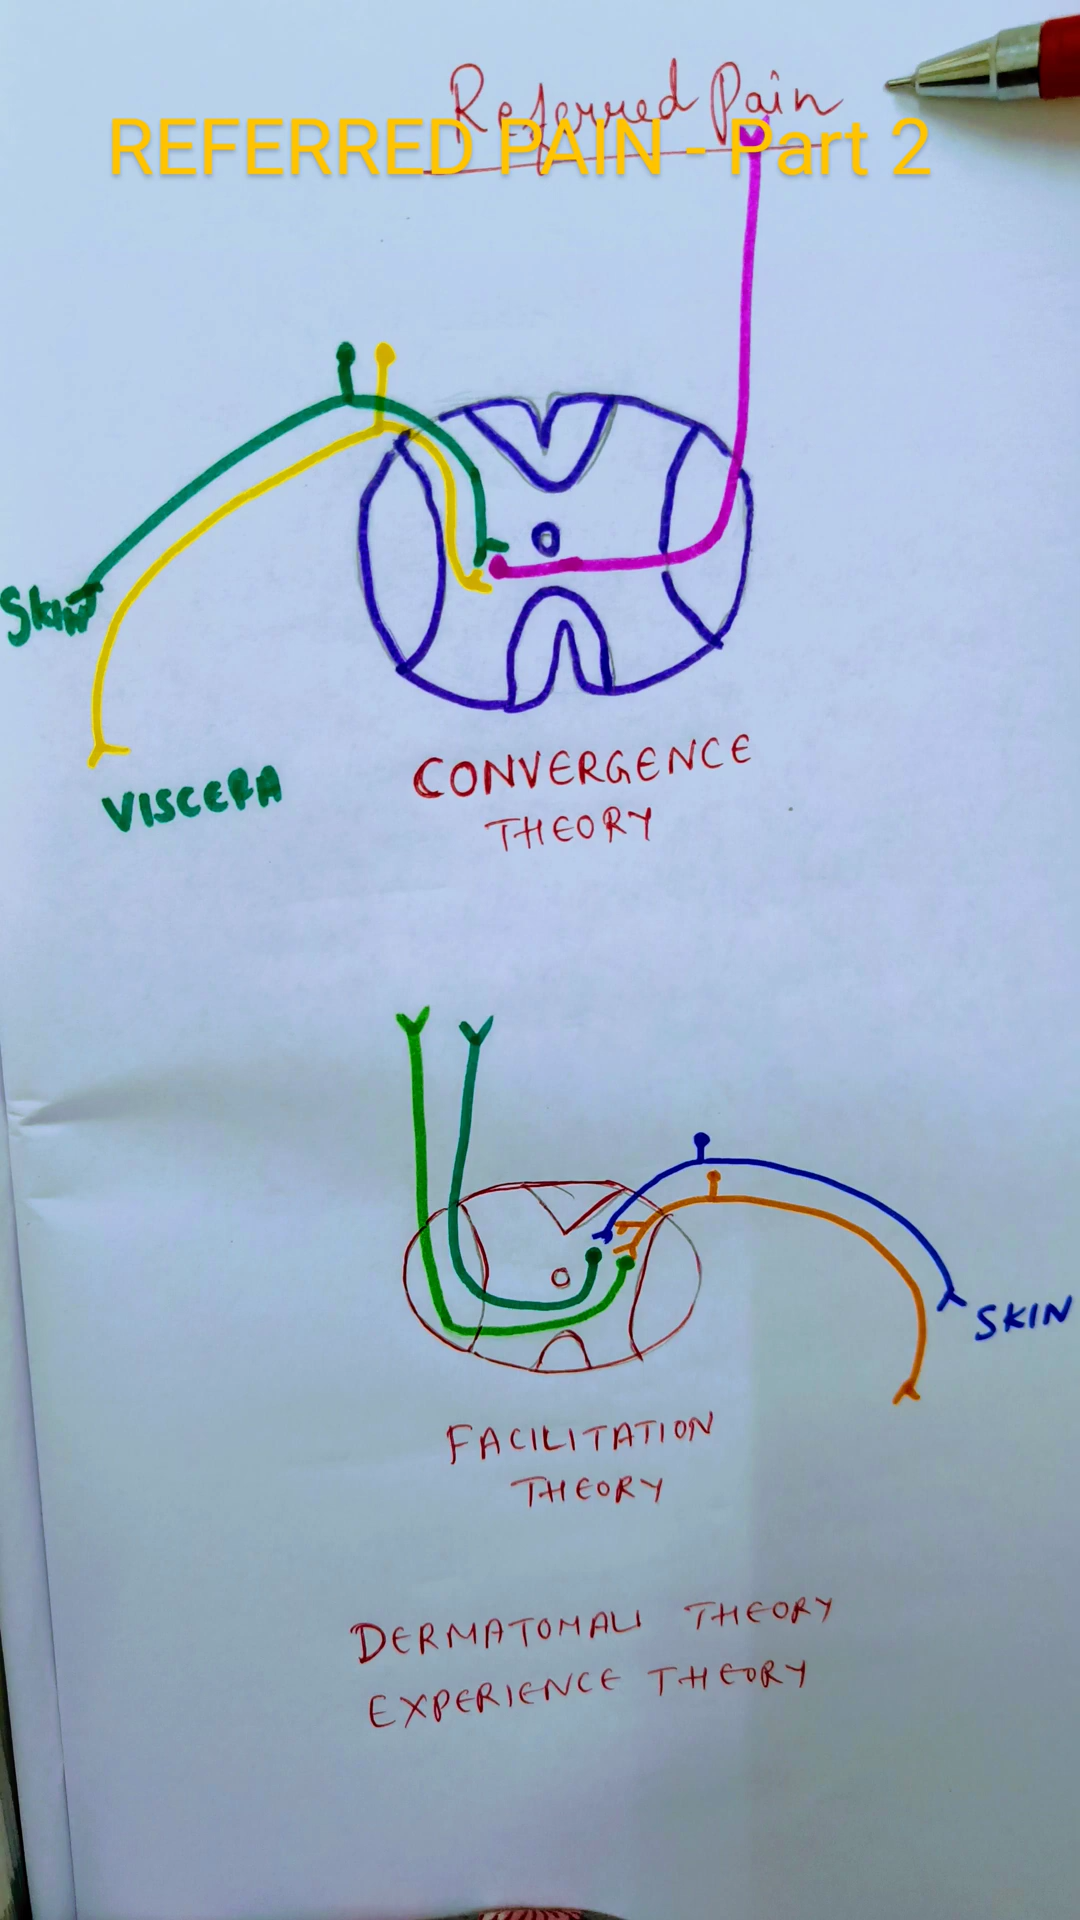 Referred Pain
REFERRED PAIN - Part 2
SKIN
VISCERA
CONVERGENCE
THEORY
SKIN
FACILITATION
THEORY
DERMATOMAL THEORY
EXPERIENCE THEORY